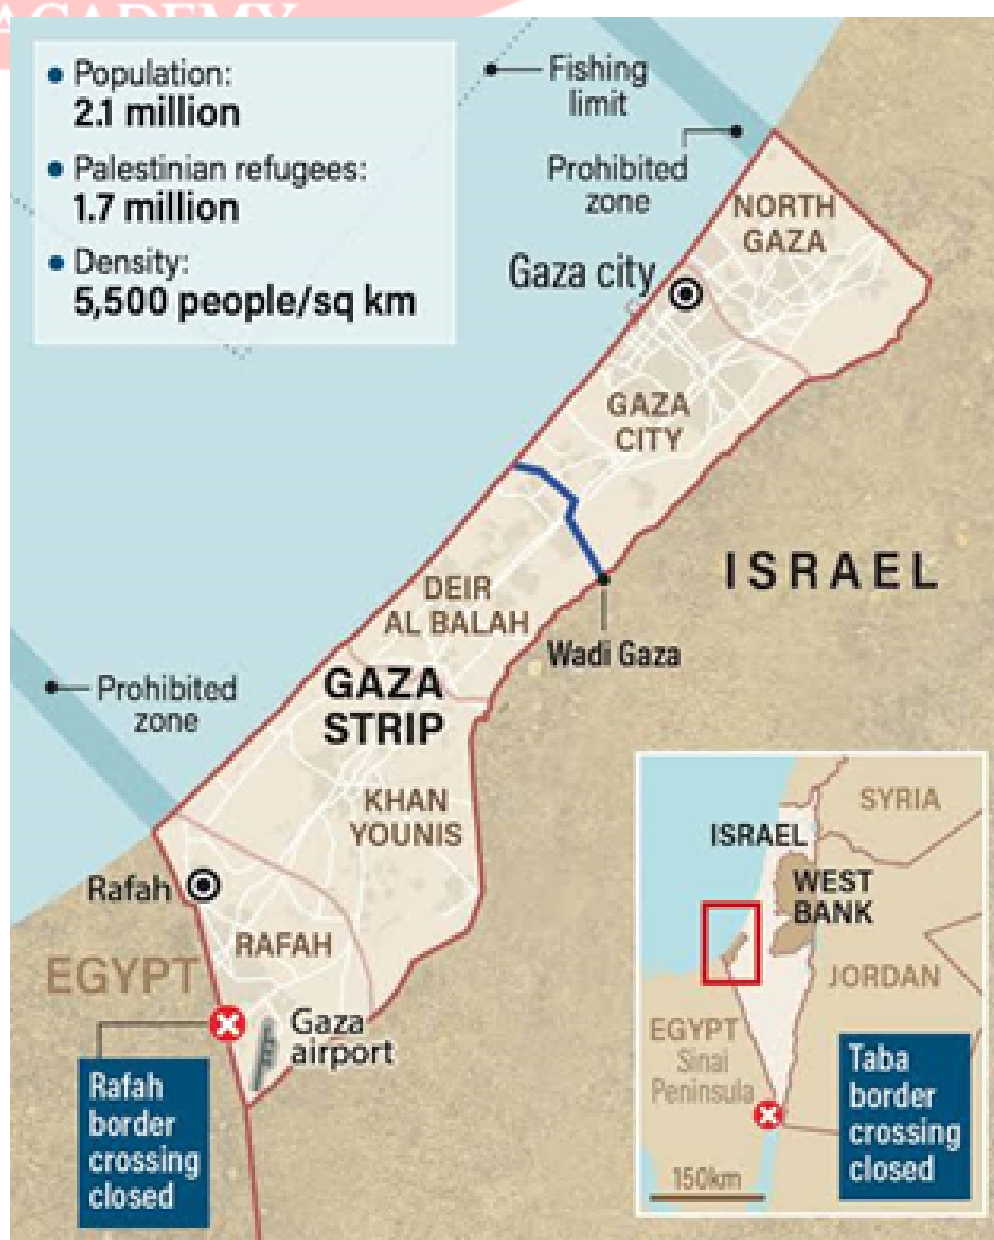 ACADEMY
Population:
2.1 million
Palestinian refugees:
1.7 million
Density:
5,500 people/sq km
Fishing
limit
Prohibited
zone
NORTH
GAZA
Gaza city
GAZA
CITY
ISRAEL
DEIR
AL BALAH
Wadi Gaza
GAZA
STRIP
Prohibited
zone
KHAN
YOUNIS
Rafah
RAFAH
EGYPT
Gaza
airport
Rafah
border
crossing
closed
SYRIA
ISRAEL
WEST
BANK
JORDAN
EGYPT
Sinai
Peninsula
Taba
border
crossing
closed
150km